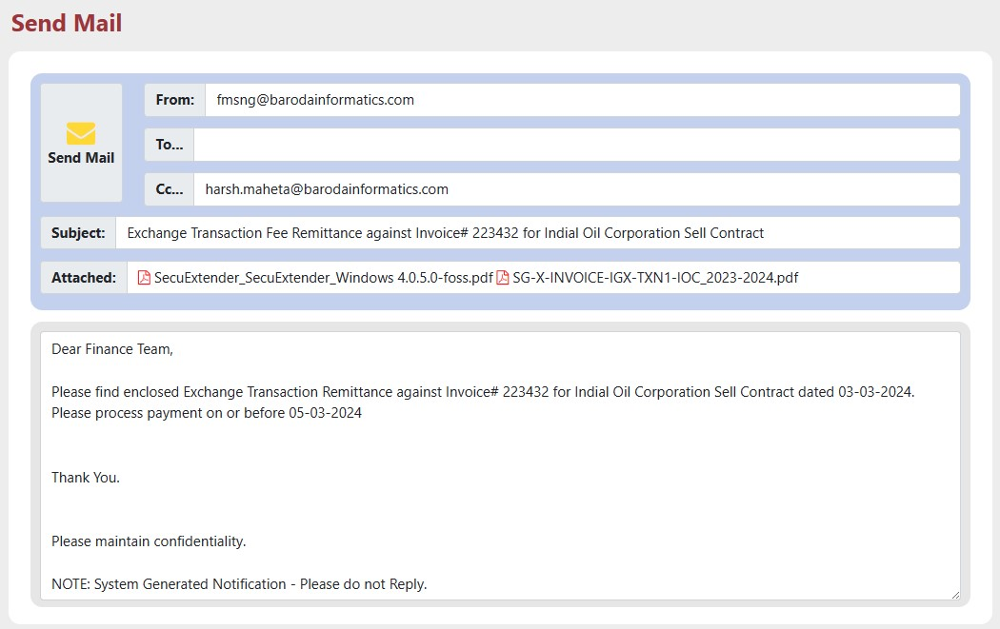 Send Mail
Send Mail
From: fmsng@barodainformatics.com
To...
Cc... harsh.maheta@barodainformatics.com
Subject: Exchange Transaction Fee Remittance against Invoice# 223432 for Indial Oil Corporation Sell Contract
Attached: SecuExtender_SecuExtender_Windows 4.0.5.0-foss.pdf SG-X-INVOICE-IGX-TXN1-IOC_2023-2024.pdf
Dear Finance Team,
Please find enclosed Exchange Transaction Remittance against Invoice# 223432 for Indial Oil Corporation Sell Contract dated 03-03-2024.
Please process payment on or before 05-03-2024
Thank You.
Please maintain confidentiality.
NOTE: System Generated Notification - Please do not Reply.